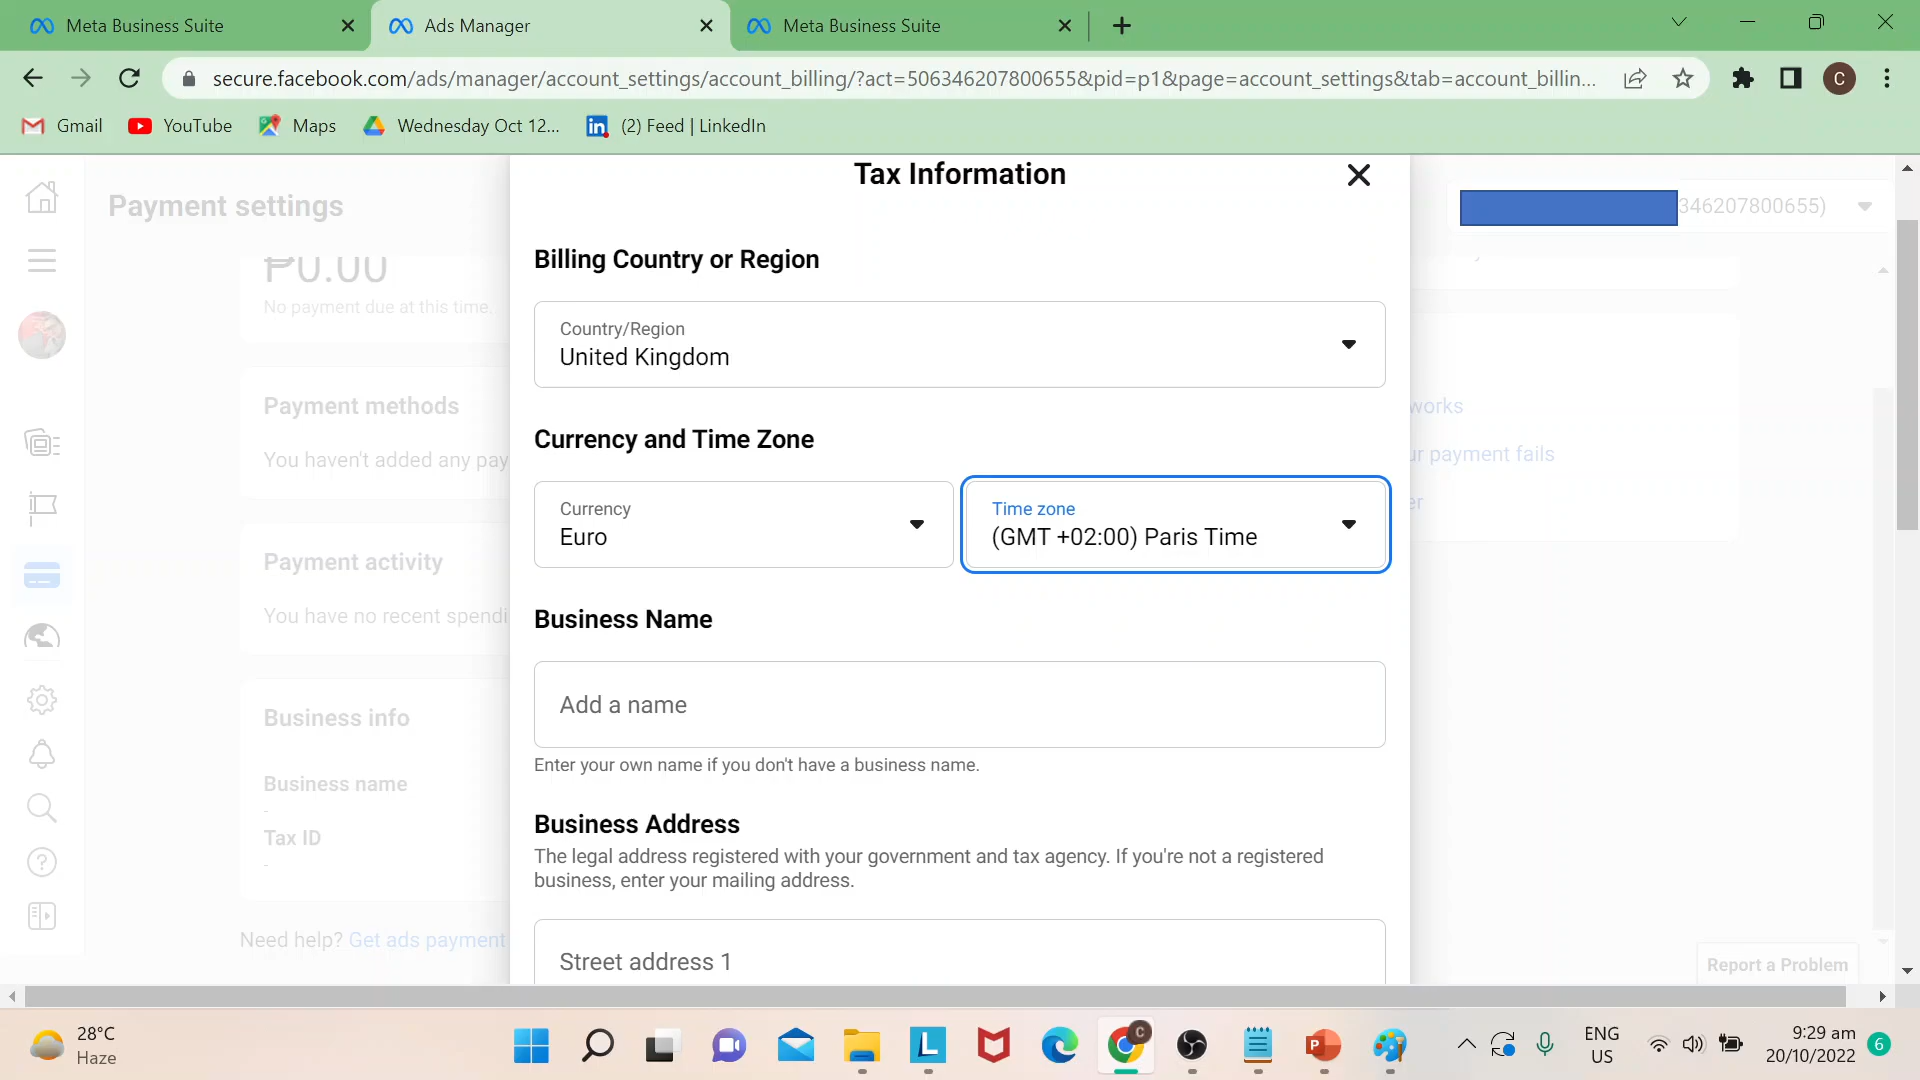 Meta Business Suite
Ads Manager
Meta Business Suite
secure.facebook.com/ads/manager/account_settings/account_billing/?act=506346207800655&pid=p1&page=account_settings&tab=account_billin...
C
Gmail
YouTube
Maps
Wednesday Oct 12...
(2) Feed | LinkedIn
Payment settings
346207800655)
₱0.00
No payment due at this time.
Payment methods
You haven't added any pay
Payment activity
You have no recent spendi
Business info
Business name
-
Tax ID
-
Need help? Get ads payment
works
ur payment fails
er
Report a Problem
Tax Information
Billing Country or Region
Country/Region
United Kingdom
Currency and Time Zone
Currency
Euro
Time zone
(GMT +02:00) Paris Time
Business Name
Add a name
Enter your own name if you don't have a business name.
Business Address
The legal address registered with your government and tax agency. If you're not a registered
business, enter your mailing address.
Street address 1
28°C
Haze
ENG
US
9:29 am
20/10/2022
6